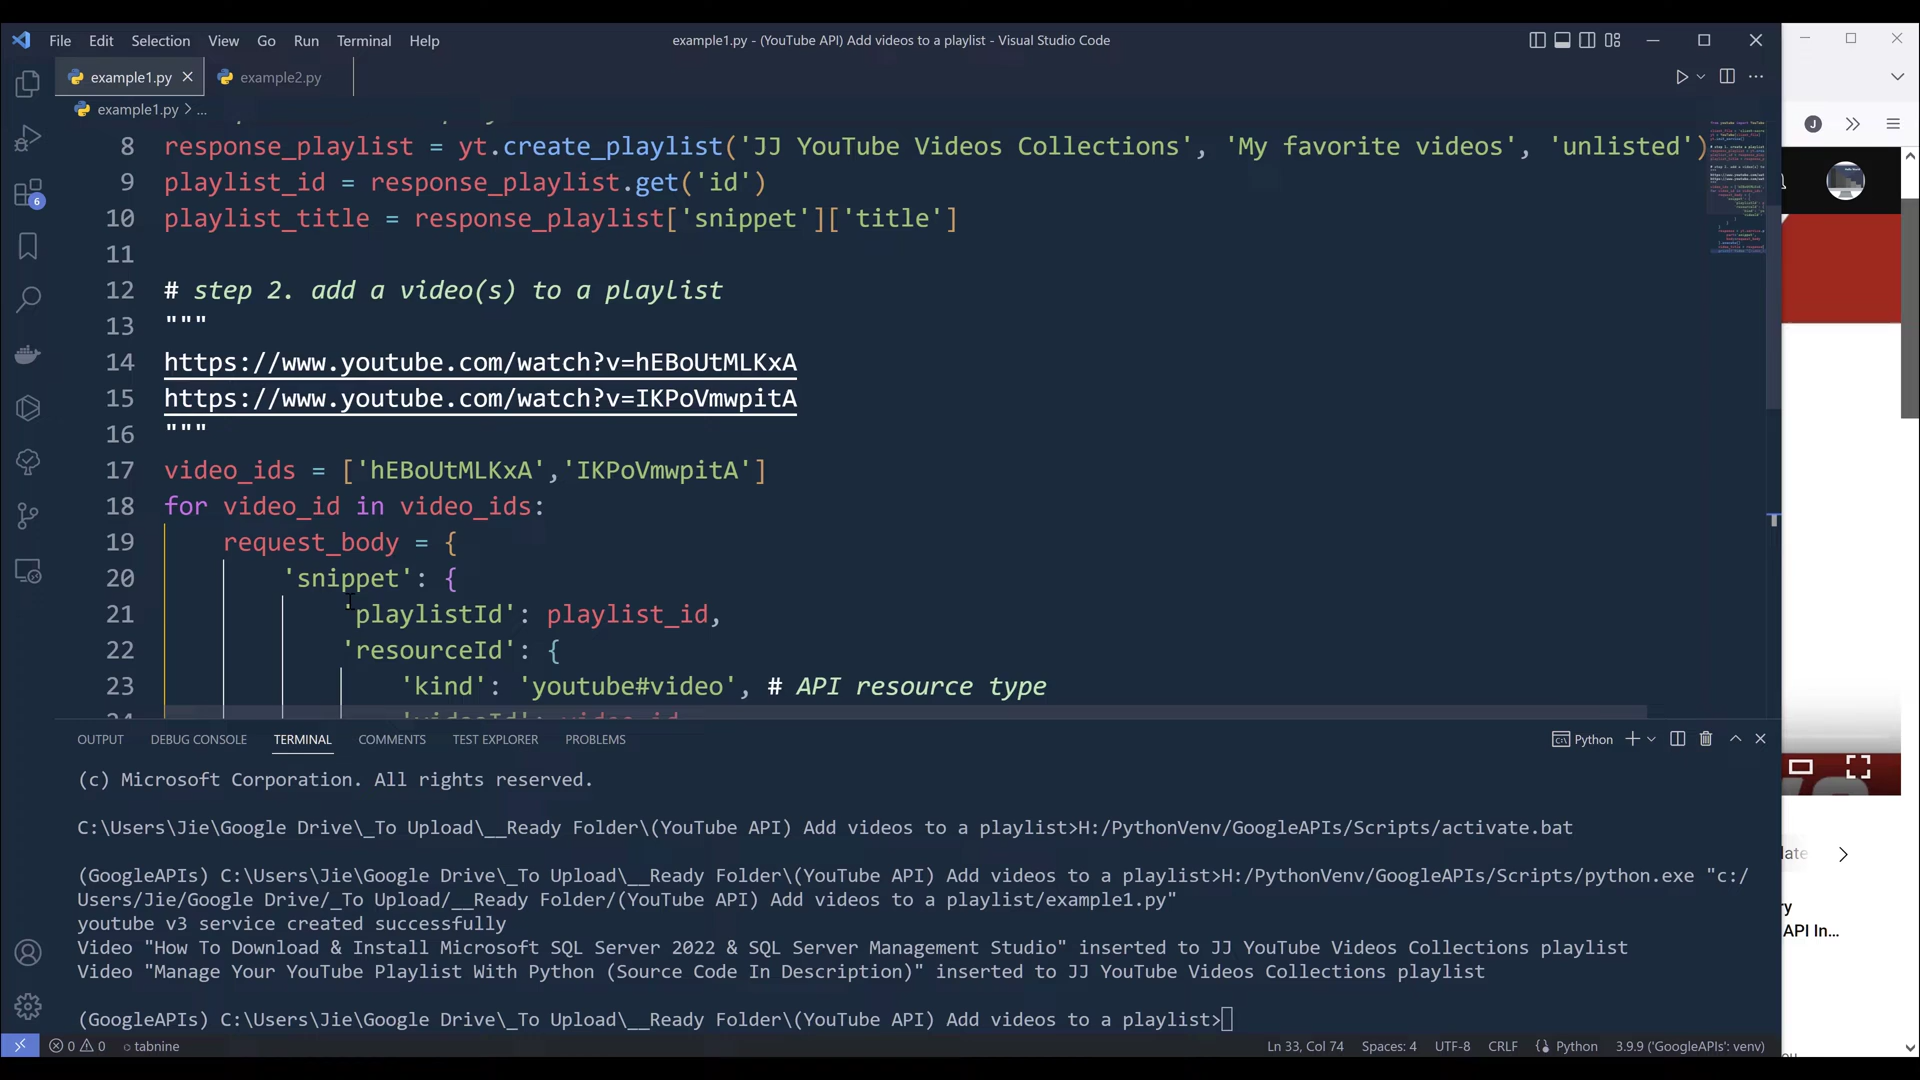 File Edit Selection View Go Run Terminal Help
example1.py - (YouTube API) Add videos to a playlist - Visual Studio Code
example1.py example2.py
example1.py > ...
8 response_playlist = yt.create_playlist('JJ YouTube Videos Collections', 'My favorite videos', 'unlisted')
9 playlist_id = response_playlist.get('id')
10 playlist_title = response_playlist['snippet']['title']
11
12 # step 2. add a video(s) to a playlist
13 """
14 https://www.youtube.com/watch?v=hEBoUtMLKxA
15 https://www.youtube.com/watch?v=IKPoVmwpitA
16 """
17 video_ids = ['hEBoUtMLKxA','IKPoVmwpitA']
18 for video_id in video_ids:
19 request_body = {
20 'snippet': {
21 'playlistId': playlist_id,
22 'resourceId': {
23 'kind': 'youtube#video', # API resource type
24 'videoId': video_id
OUTPUT DEBUG CONSOLE TERMINAL COMMENTS TEST EXPLORER PROBLEMS
Python
(c) Microsoft Corporation. All rights reserved.
C:\Users\Jie\Google Drive\_To Upload\__Ready Folder\(YouTube API) Add videos to a playlist>H:/PythonVenv/GoogleAPIs/Scripts/activate.bat
(GoogleAPIs) C:\Users\Jie\Google Drive\_To Upload\__Ready Folder\(YouTube API) Add videos to a playlist>H:/PythonVenv/GoogleAPIs/Scripts/python.exe "c:/
Users/Jie/Google Drive/_To Upload/__Ready Folder/(YouTube API) Add videos to a playlist/example1.py"
youtube v3 service created successfully
Video "How To Download & Install Microsoft SQL Server 2022 & SQL Server Management Studio" inserted to JJ YouTube Videos Collections playlist
Video "Manage Your YouTube Playlist With Python (Source Code In Description)" inserted to JJ YouTube Videos Collections playlist
(GoogleAPIs) C:\Users\Jie\Google Drive\_To Upload\__Ready Folder\(YouTube API) Add videos to a playlist>
0 0 tabnine
Ln 33, Col 74 Spaces: 4 UTF-8 CRLF Python 3.9.9 ('GoogleAPIs': venv)
6
J
API In...